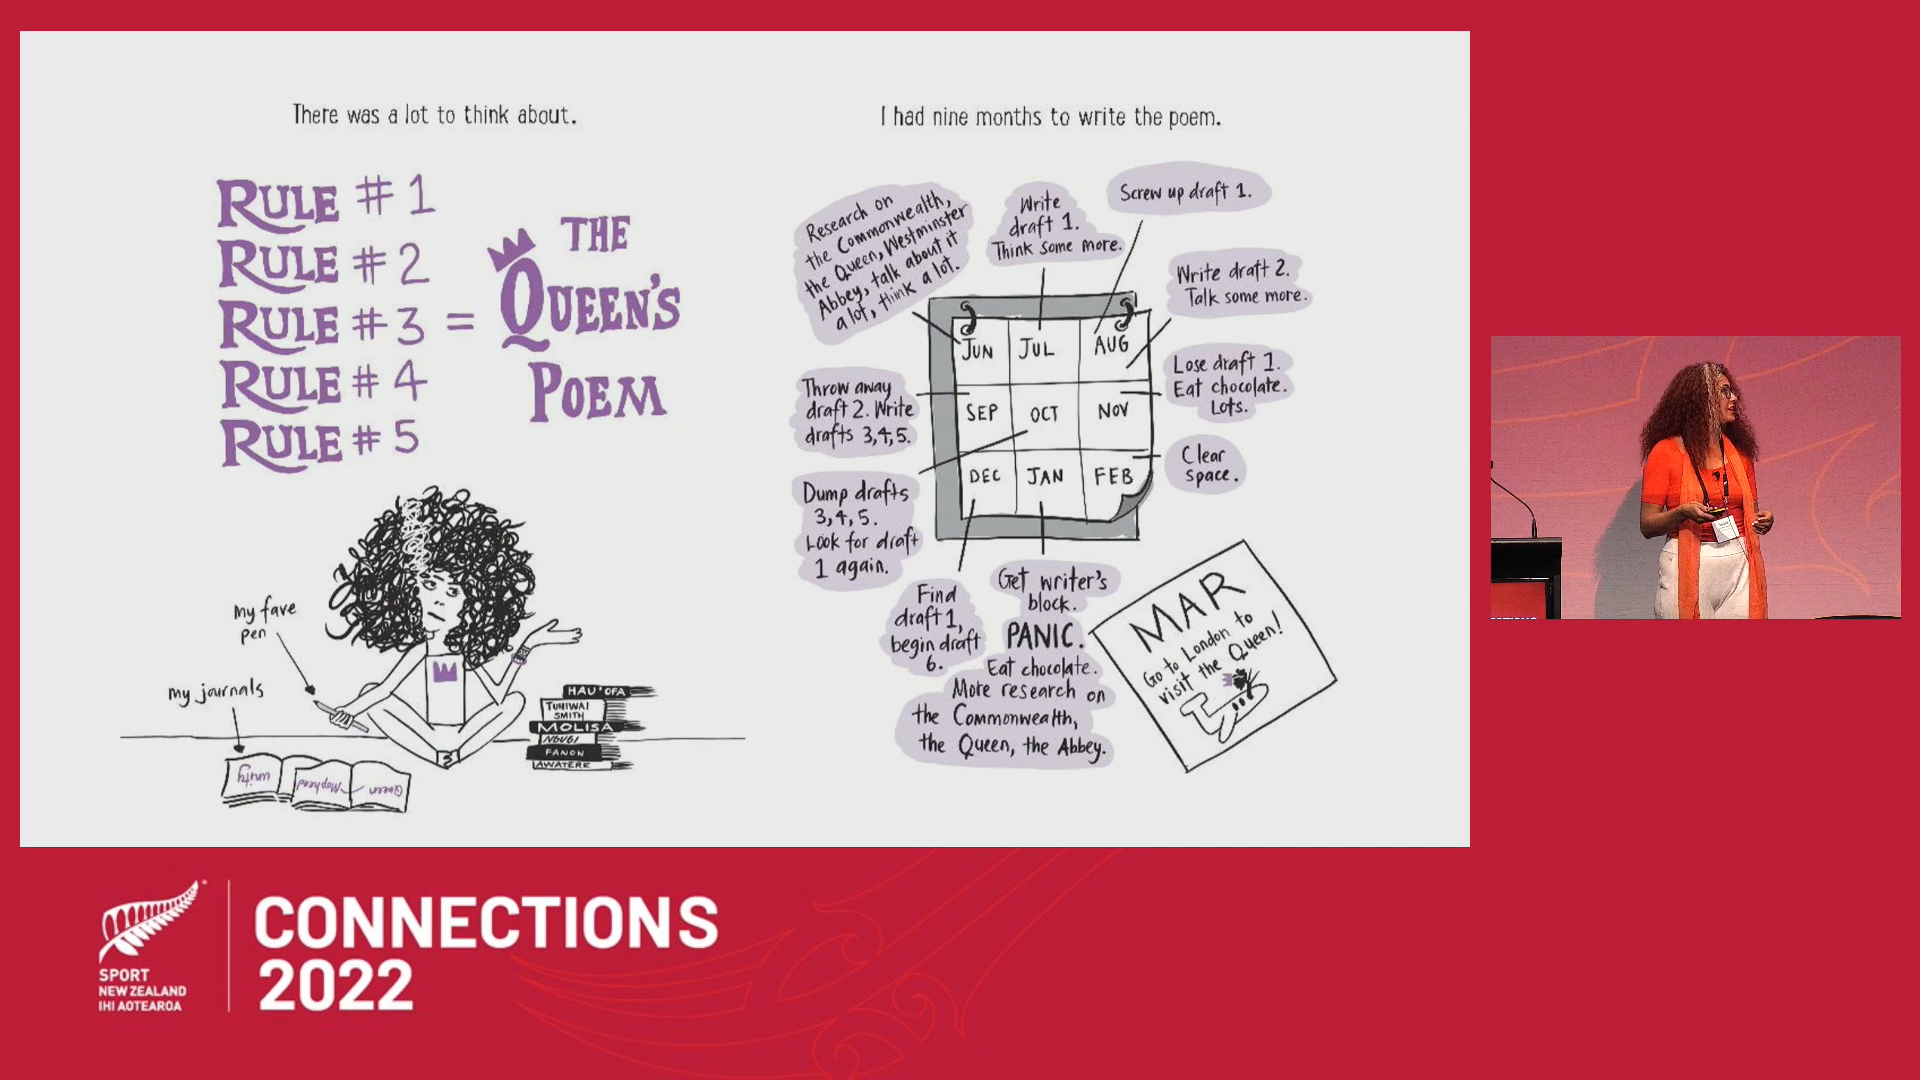 There was a lot to think about.
RULE #1
RULE #2
RULE #3 =
RULE #4
RULE #5
THE
QUEEN'S
POEM
my fave
pen
my journals
unity
Mophead
Queen
HAU'OFA
TUHIWAI
SMITH
MOLISA
NGUGI
FANON
AWATERE
I had nine months to write the poem.
Research on
the Commonwealth,
the Queen, Westminster
Abbey, talk about it
a lot, think a lot.
Write
draft 1.
Think some more.
Screw up draft 1.
Write draft 2.
Talk some more.
JUN JUL AUG
SEP OCT NOV
DEC JAN FEB
Throw away
draft 2. Write
drafts 3,4,5.
Lose draft 1.
Eat chocolate.
Lots.
Clear
space.
Dump drafts
3,4,5.
Look for draft
1 again.
Find
draft 1,
begin draft
6.
Get writer's
block.
PANIC.
Eat chocolate.
More research on
the Commonwealth,
the Queen, the Abbey.
MAR
Go to London to
visit the Queen!
SPORT
NEW ZEALAND
IHI AOTEAROA
CONNECTIONS
2022